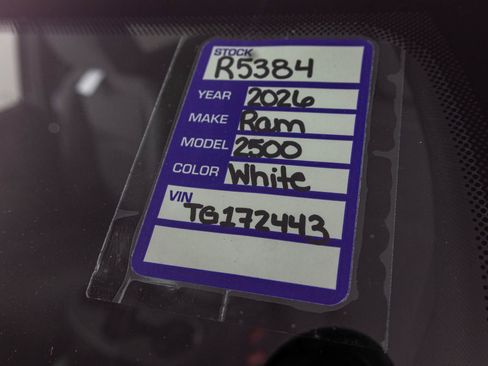 STOCK
R5384
YEAR 2026
MAKE Ram
MODEL 2500
COLOR White
VIN
TG172443